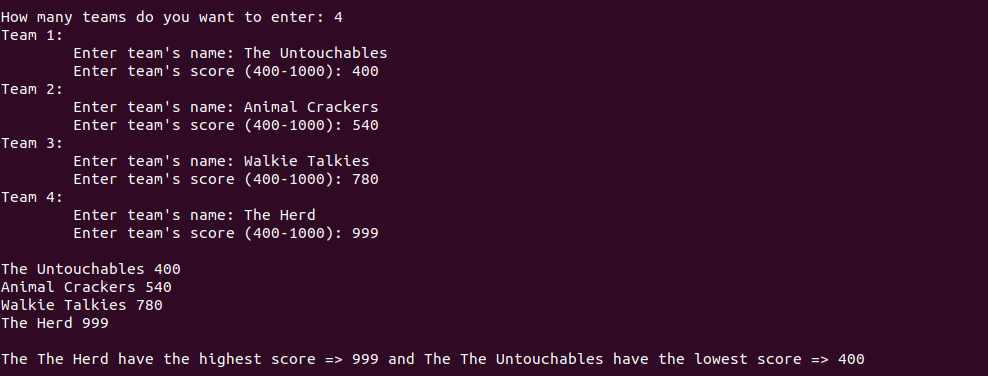 How many teams do you want to enter: 4
Team 1:
Enter team's name: The Untouchables
Enter team's score (400-1000): 400
Team 2:
Enter team's name: Animal Crackers
Enter team's score (400-1000): 540
Team 3:
Enter team's name: Walkie Talkies
Enter team's score (400-1000): 780
Team 4:
Enter team's name: The Herd
Enter team's score (400-1000): 999
The Untouchables 400
Animal Crackers 540
Walkie Talkies 780
The Herd 999
The The Herd have the highest score => 999 and The The Untouchables have the lowest score => 400